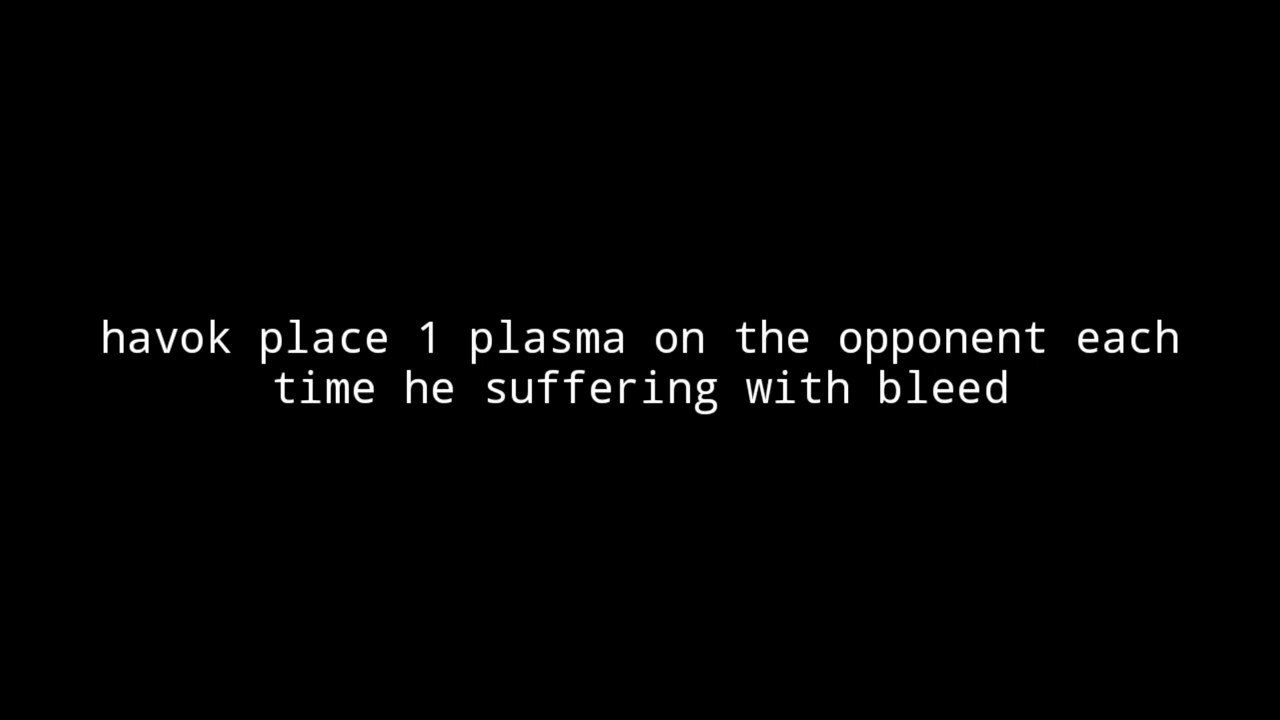 havok place 1 plasma on the opponent each
time he suffering with bleed